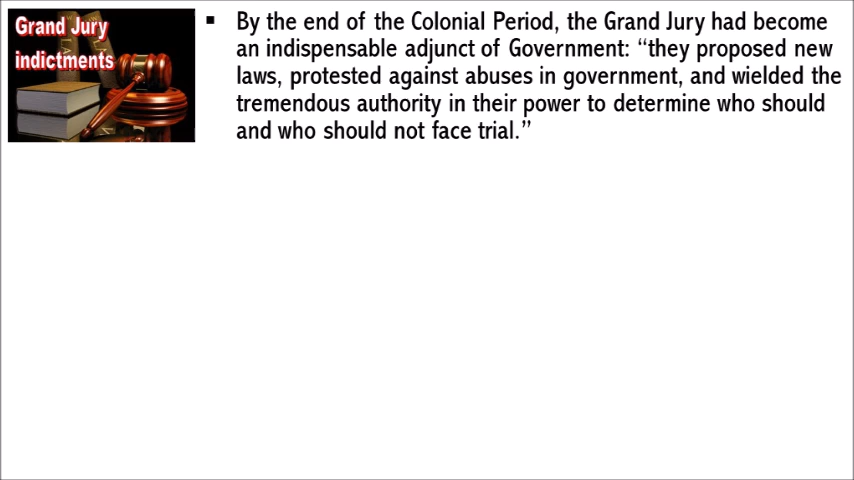 Grand Jury
indictments
▪ By the end of the Colonial Period, the Grand Jury had become
an indispensable adjunct of Government: “they proposed new
laws, protested against abuses in government, and wielded the
tremendous authority in their power to determine who should
and who should not face trial.”